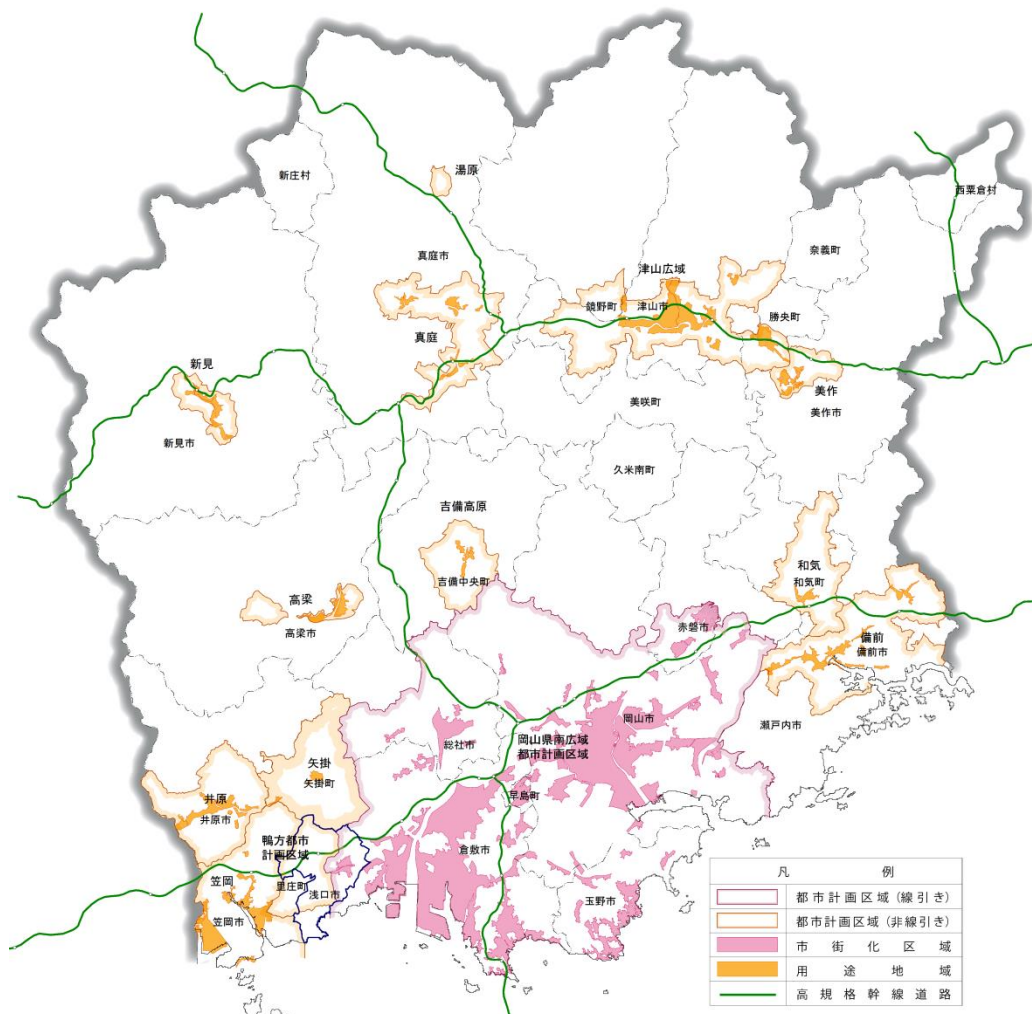 湯原
新庄村
西粟倉村
奈義町
真庭市
津山広域
鏡野町
津山市
勝央町
真庭
新見
美作
美咲町
美作市
新見市
久米南町
吉備高原
和気
吉備中央町
和気町
高梁
高梁市
赤磐市
備前
備前市
岡山市
瀬戸内市
総社市
岡山県南広域
都市計画区域
矢掛
矢掛町
早島町
井原
井原市
鴨方都市
計画区域
倉敷市
笠岡
里庄町
浅口市
玉野市
笠岡市
凡例
都市計画区域(線引き)
都市計画区域(非線引き)
市街化区域
用途地域
高規格幹線道路